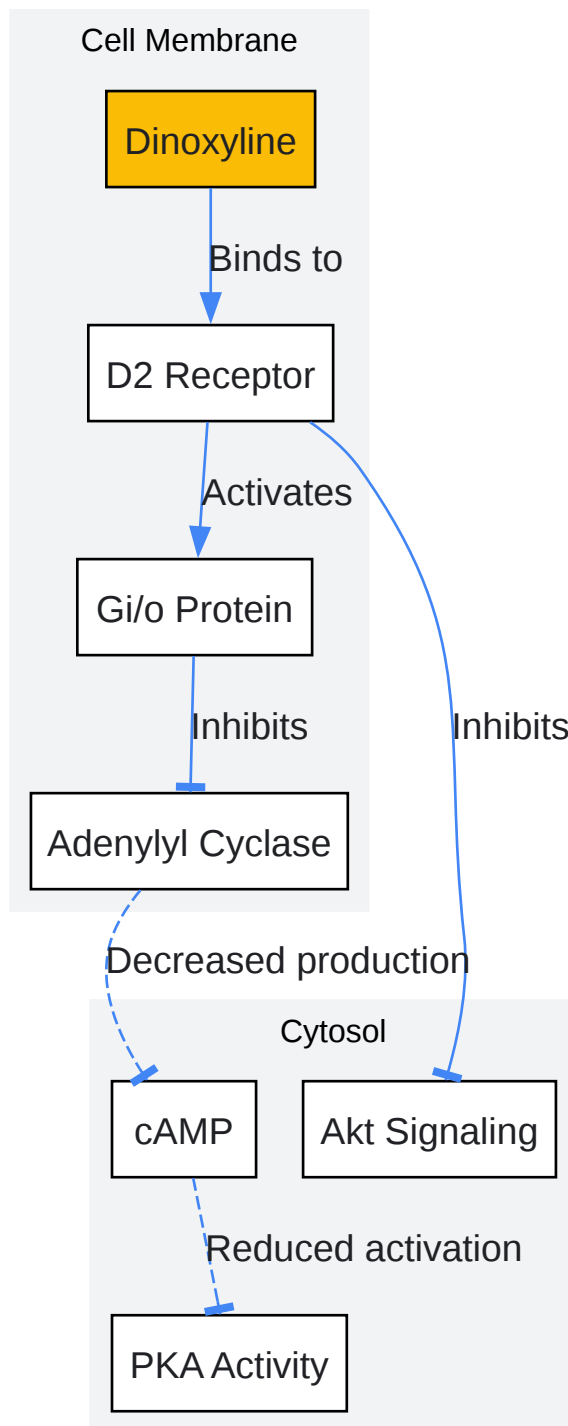 Cell Membrane
Dinoxyline
Binds to
D2 Receptor
Activates
Gi/o Protein
Inhibits
Inhibits
Adenylyl Cyclase
Decreased production
Cytosol
cAMP
Akt Signaling
Reduced activation
PKA Activity